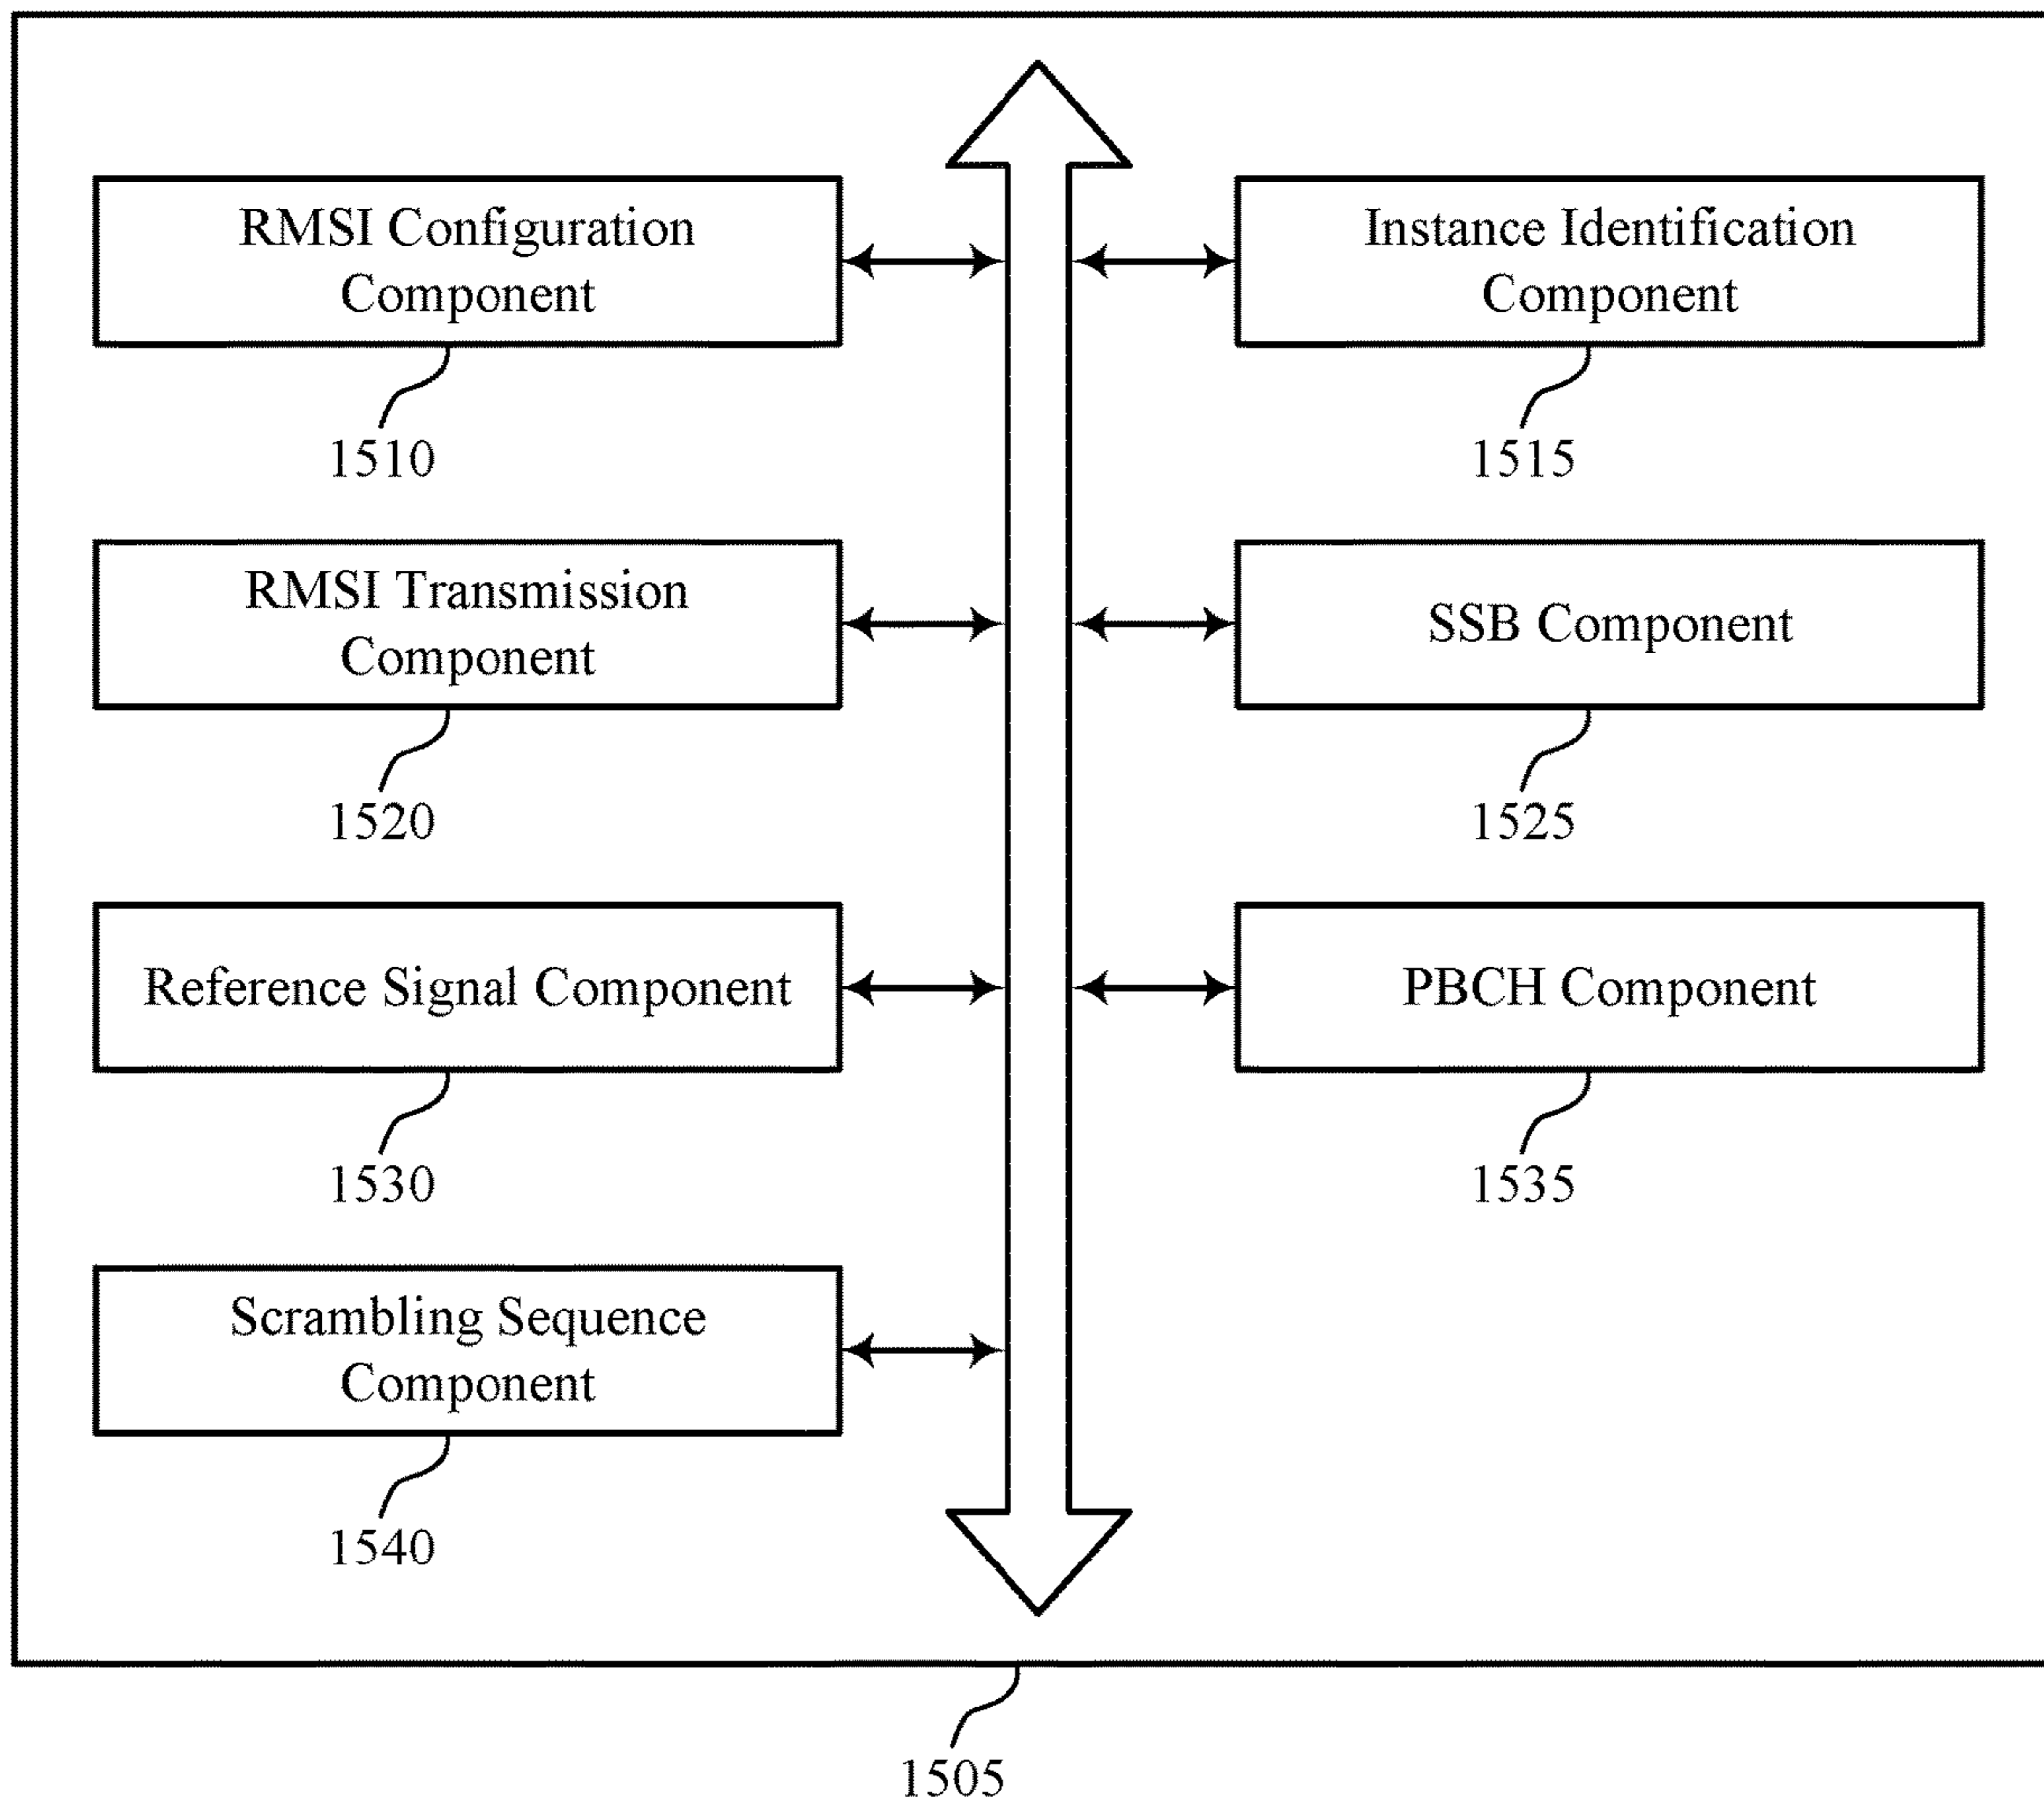 RMSI Configuration
Component
1510
Instance Identification
Component
1515
RMSI Transmission
Component
1520
SSB Component
1525
Reference Signal Component
1530
PBCH Component
1535
Scrambling Sequence
Component
1540
1505